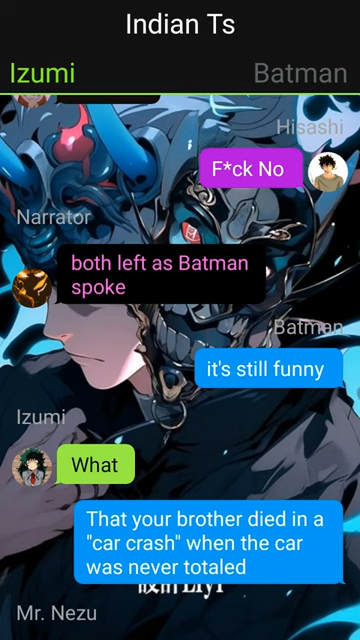 Indian Ts
Izumi
Batman
Hisashi
F*ck No
Narrator
both left as Batman
spoke
Batman
it's still funny
Izumi
What
That your brother died in a
"car crash" when the car
was never totaled
Mr. Nezu